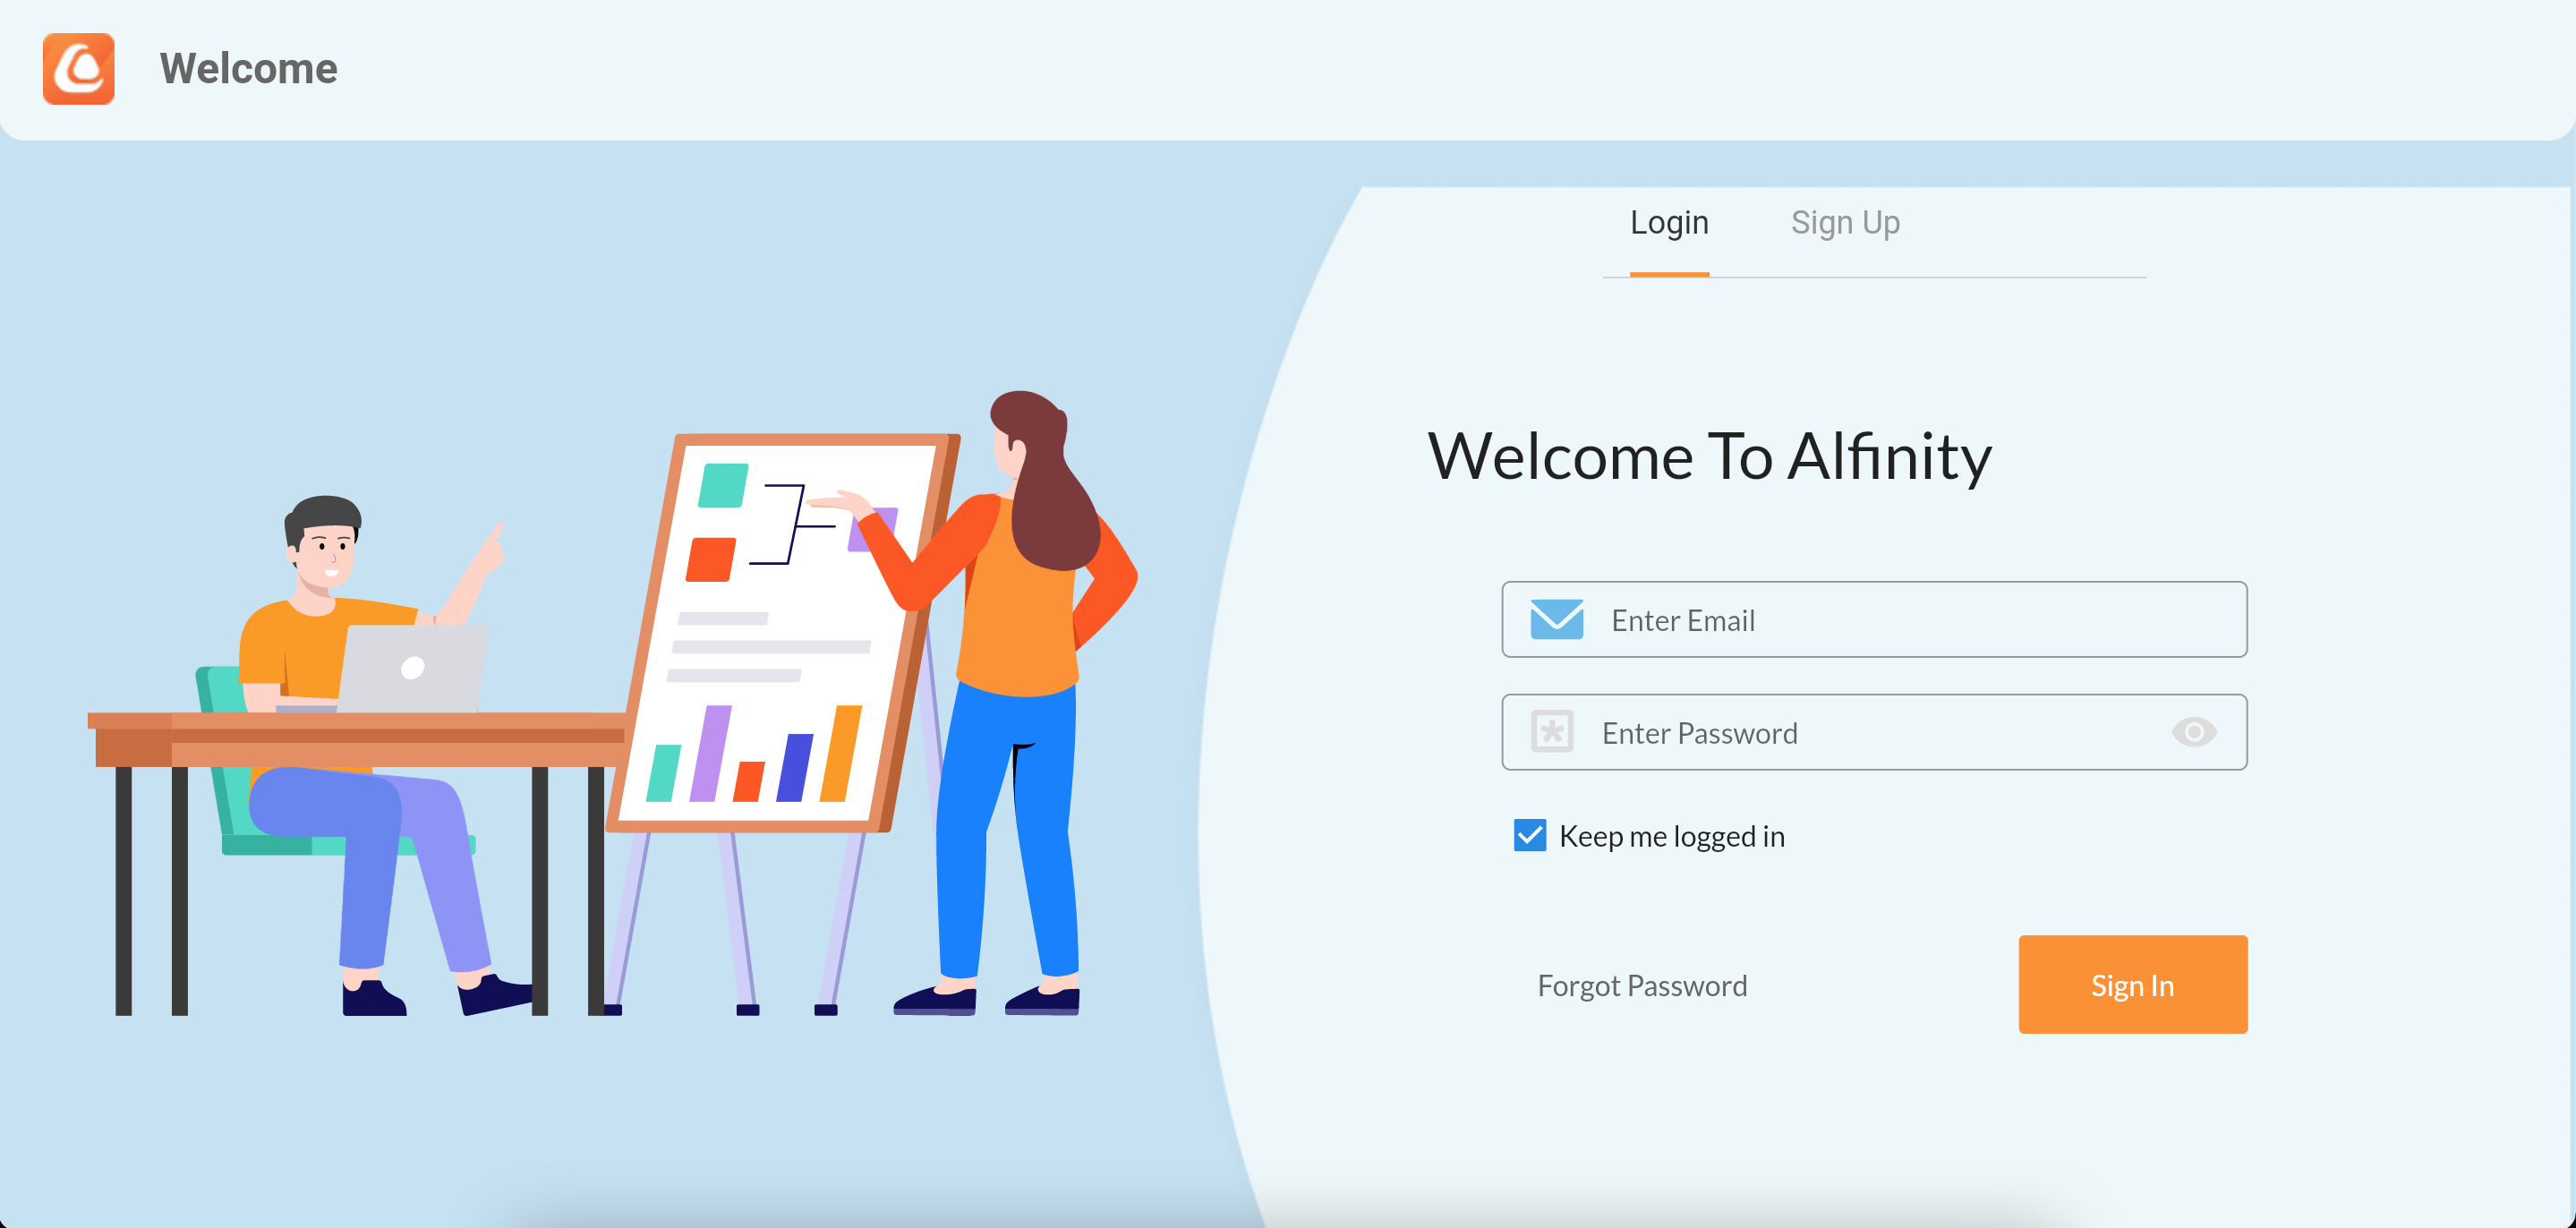 Welcome
Login Sign Up
Welcome To Alfinity
Enter Email
Enter Password
Keep me logged in
Forgot Password Sign In